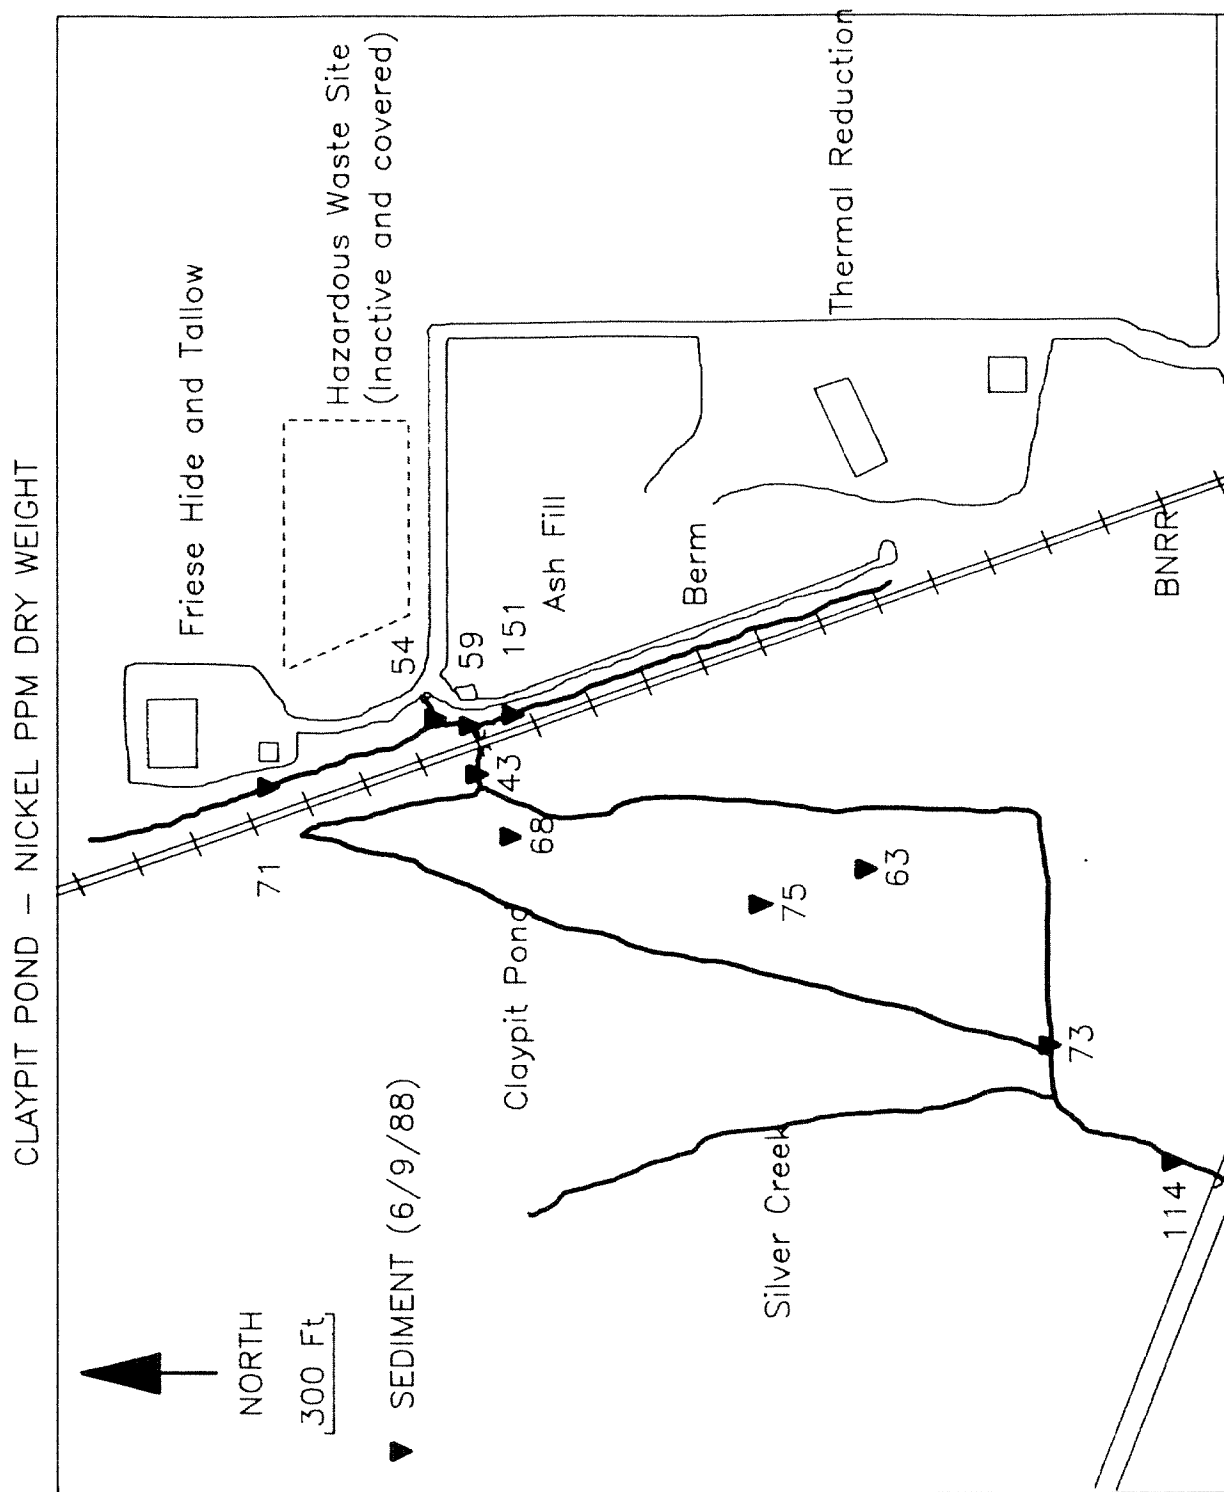 CLAYPIT POND — NICKEL PPM DRY WEIGHT
NORTH
300 Ft
SEDIMENT (6/9/88)
Friese Hide and Tallow
Hazardous Waste Site
(Inactive and covered)
71
54
59
151
43
68
Ash Fill
Claypit Pond
Berm
75
63
Thermal Reduction
Silver Creek
73
114
BNRR